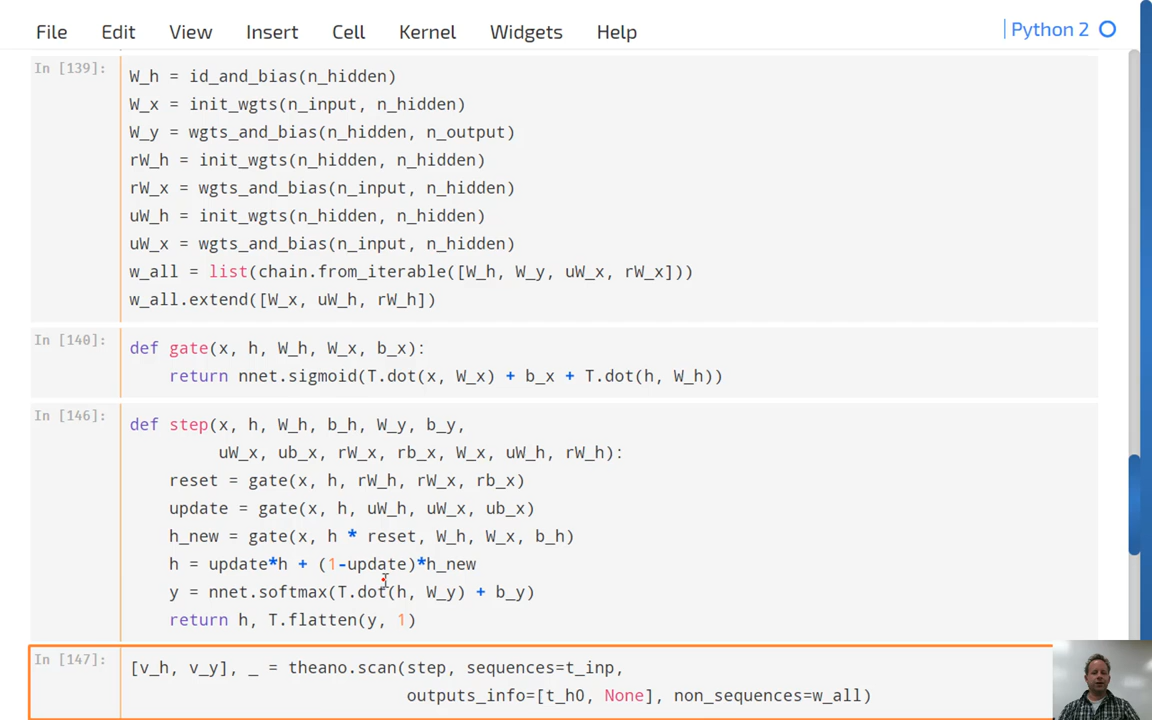 File Edit View Insert Cell Kernel Widgets Help Python 2
In [139]:
W_h = id_and_bias(n_hidden)
W_x = init_wgts(n_input, n_hidden)
W_y = wgts_and_bias(n_hidden, n_output)
rW_h = init_wgts(n_hidden, n_hidden)
rW_x = wgts_and_bias(n_input, n_hidden)
uW_h = init_wgts(n_hidden, n_hidden)
uW_x = wgts_and_bias(n_input, n_hidden)
w_all = list(chain.from_iterable([W_h, W_y, uW_x, rW_x]))
w_all.extend([W_x, uW_h, rW_h])
In [140]:
def gate(x, h, W_h, W_x, b_x):
return nnet.sigmoid(T.dot(x, W_x) + b_x + T.dot(h, W_h))
In [146]:
def step(x, h, W_h, b_h, W_y, b_y,
uW_x, ub_x, rW_x, rb_x, W_x, uW_h, rW_h):
reset = gate(x, h, rW_h, rW_x, rb_x)
update = gate(x, h, uW_h, uW_x, ub_x)
h_new = gate(x, h * reset, W_h, W_x, b_h)
h = update*h + (1-update)*h_new
y = nnet.softmax(T.dot(h, W_y) + b_y)
return h, T.flatten(y, 1)
In [147]:
[v_h, v_y], _ = theano.scan(step, sequences=t_inp,
outputs_info=[t_h0, None], non_sequences=w_all)